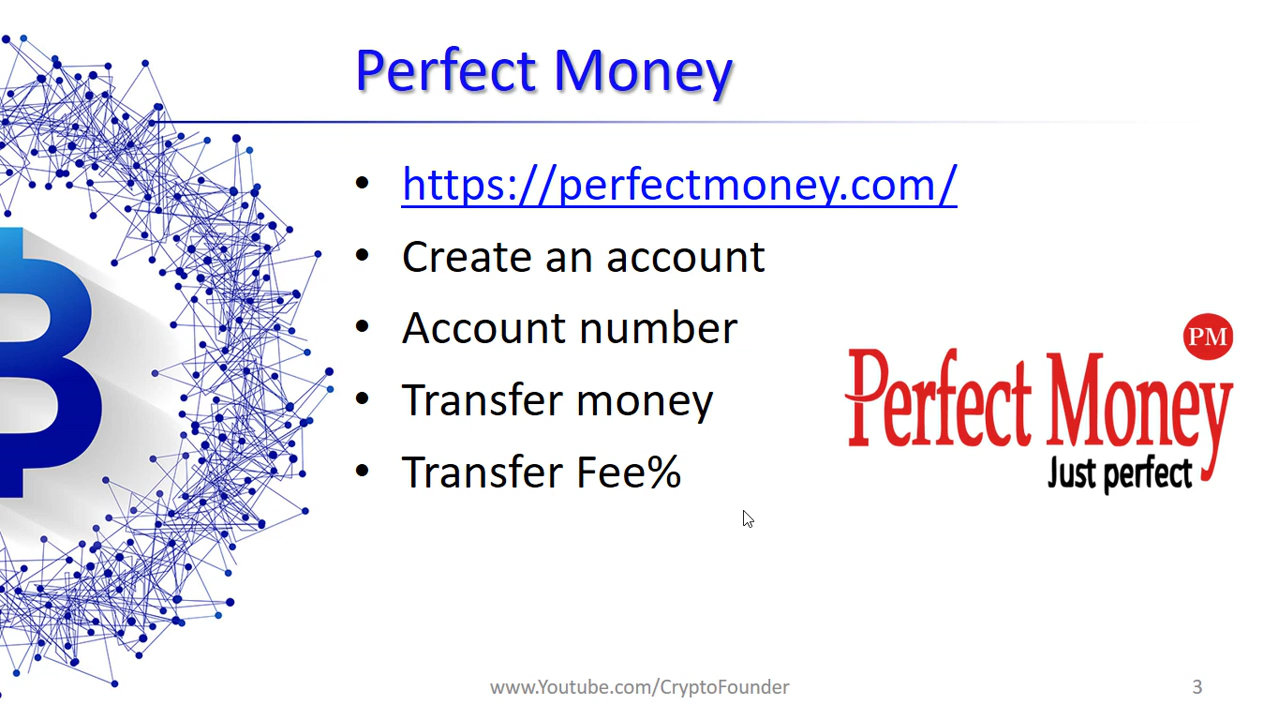 Perfect Money
• https://perfectmoney.com/
• Create an account
• Account number
• Transfer money
• Transfer Fee%
PM
Perfect Money
Just perfect
www.Youtube.com/CryptoFounder
3